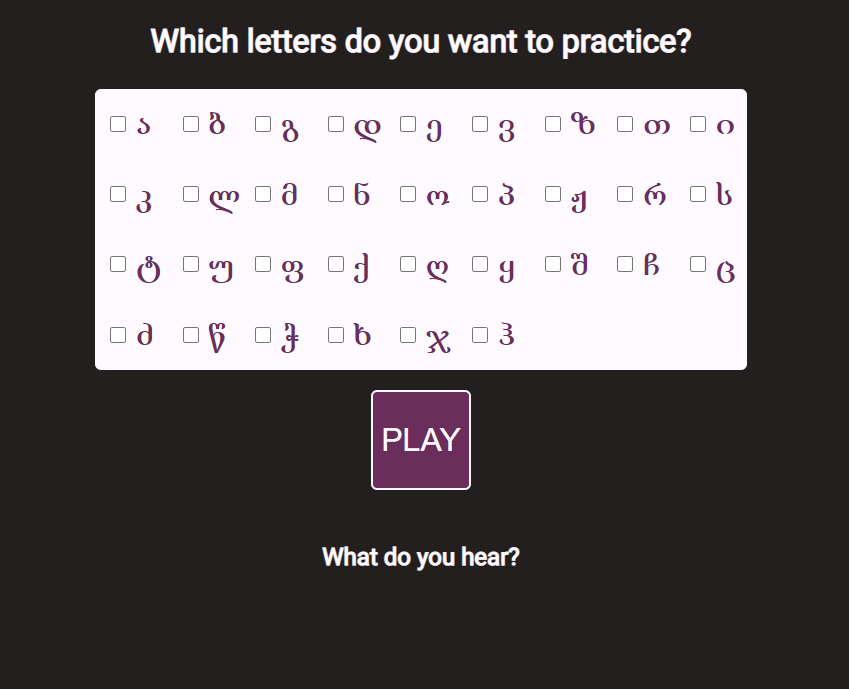 Which letters do you want to practice?
ა ბ გ დ ე ვ ზ თ ი
კ ლ მ ნ ო პ ჟ რ ს
ტ უ ფ ქ ღ ყ შ ჩ ც
ძ წ ჭ ხ ჯ ჰ
PLAY
What do you hear?